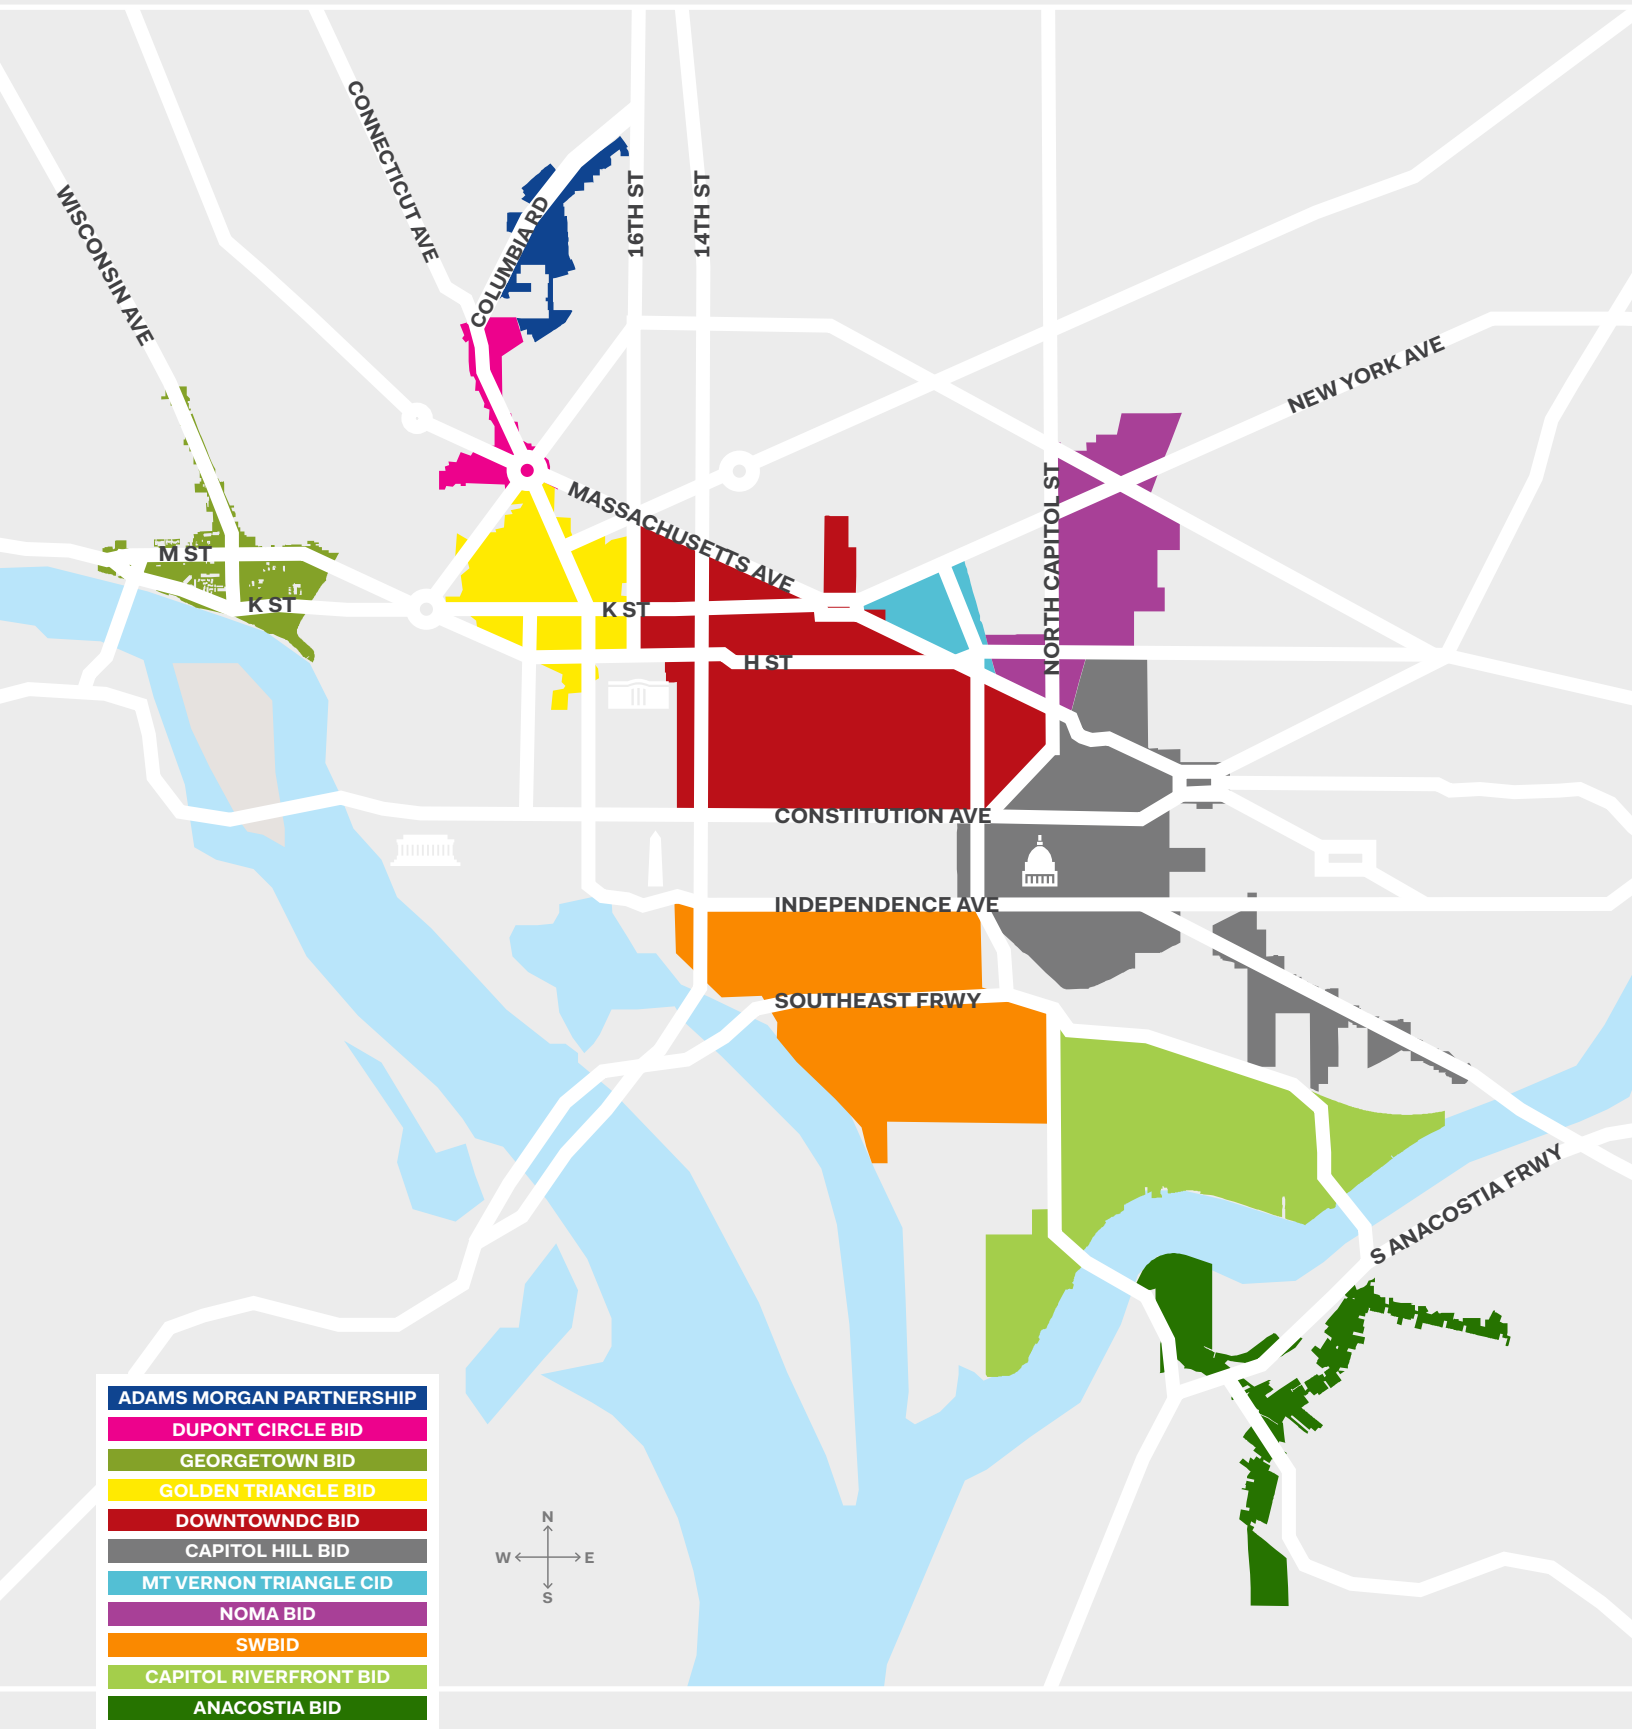 CONNECTICUT AVE
WISCONSIN AVE
COLUMBIA RD
16TH ST
14TH ST
NEW YORK AVE
MASSACHUSETTS AVE
NORTH CAPITOL ST
M ST
K ST
K ST
H ST
CONSTITUTION AVE
INDEPENDENCE AVE
SOUTHEAST FRWY
S ANACOSTIA FRWY
ADAMS MORGAN PARTNERSHIP
DUPONT CIRCLE BID
GEORGETOWN BID
GOLDEN TRIANGLE BID
DOWNTOWNDC BID
CAPITOL HILL BID
MT VERNON TRIANGLE CID
NOMA BID
SWBID
CAPITOL RIVERFRONT BID
ANACOSTIA BID
N
W E
S